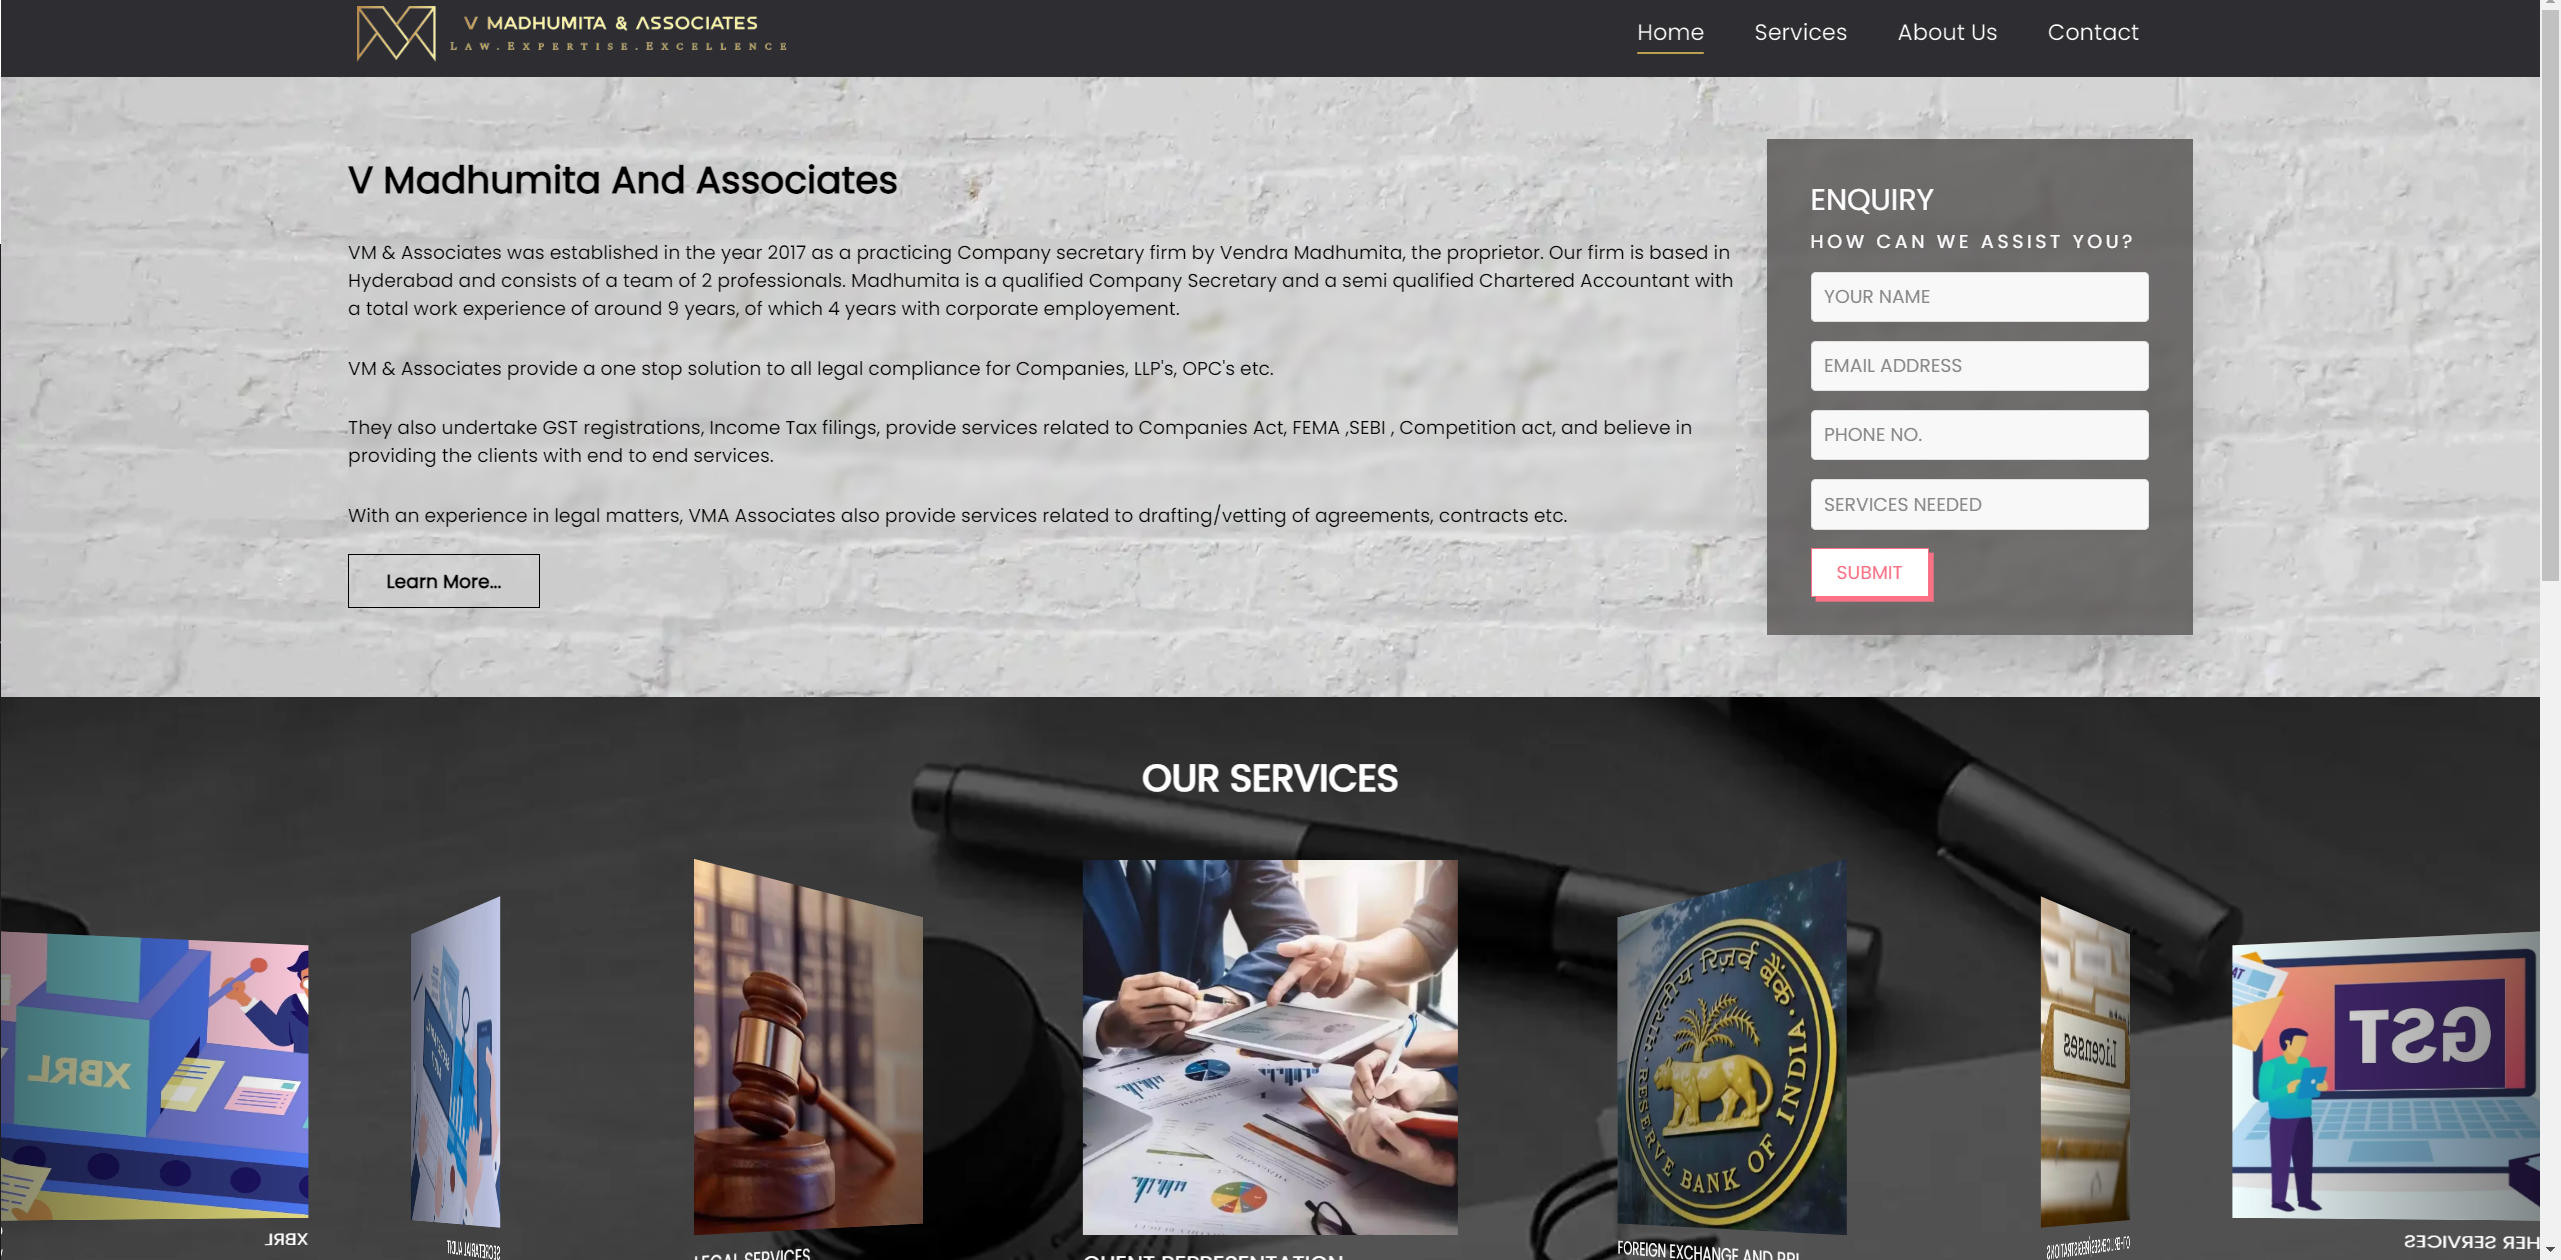 V MADHUMITA & ASSOCIATES
LAW.EXPERTISE.EXCELLENCE
Home
Services
About Us
Contact
V Madhumita And Associates
VM & Associates was established in the year 2017 as a practicing Company secretary firm by Vendra Madhumita, the proprietor. Our firm is based in
Hyderabad and consists of a team of 2 professionals. Madhumita is a qualified Company Secretary and a semi qualified Chartered Accountant with
a total work experience of around 9 years, of which 4 years with corporate employement.
VM & Associates provide a one stop solution to all legal compliance for Companies, LLP's, OPC's etc.
They also undertake GST registrations, Income Tax filings, provide services related to Companies Act, FEMA ,SEBI , Competition act, and believe in
providing the clients with end to end services.
With an experience in legal matters, VMA Associates also provide services related to drafting/vetting of agreements, contracts etc.
Learn More...
ENQUIRY
HOW CAN WE ASSIST YOU?
YOUR NAME
EMAIL ADDRESS
PHONE NO.
SERVICES NEEDED
SUBMIT
OUR SERVICES
XBRL
भारतीय रिज़र्व बैंक
RESERVE BANK OF INDIA
Licenses
GST
XBRL
SECRETARIAL AUDIT
LEGAL SERVICES
CLIENT REPRESENTATION
FOREIGN EXCHANGE AND RBI
HER SERVICES